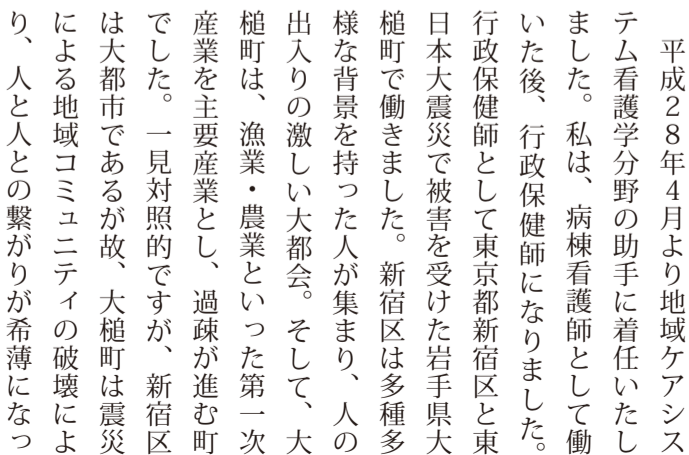 平成２８年４月より地域ケアシス
テム看護学分野の助手に着任いたし
ました。私は、病棟看護師として働
いた後、行政保健師になりました。
行政保健師として東京都新宿区と東
日本大震災で被害を受けた岩手県大
槌町で働きました。新宿区は多種多
様な背景を持った人が集まり、人の
出入りの激しい大都会。そして、大
槌町は、漁業・農業といった第一次
産業を主要産業とし、過疎が進む町
でした。一見対照的ですが、新宿区
は大都市であるが故、大槌町は震災
による地域コミュニティの破壊によ
り、人と人との繋がりが希薄になっ